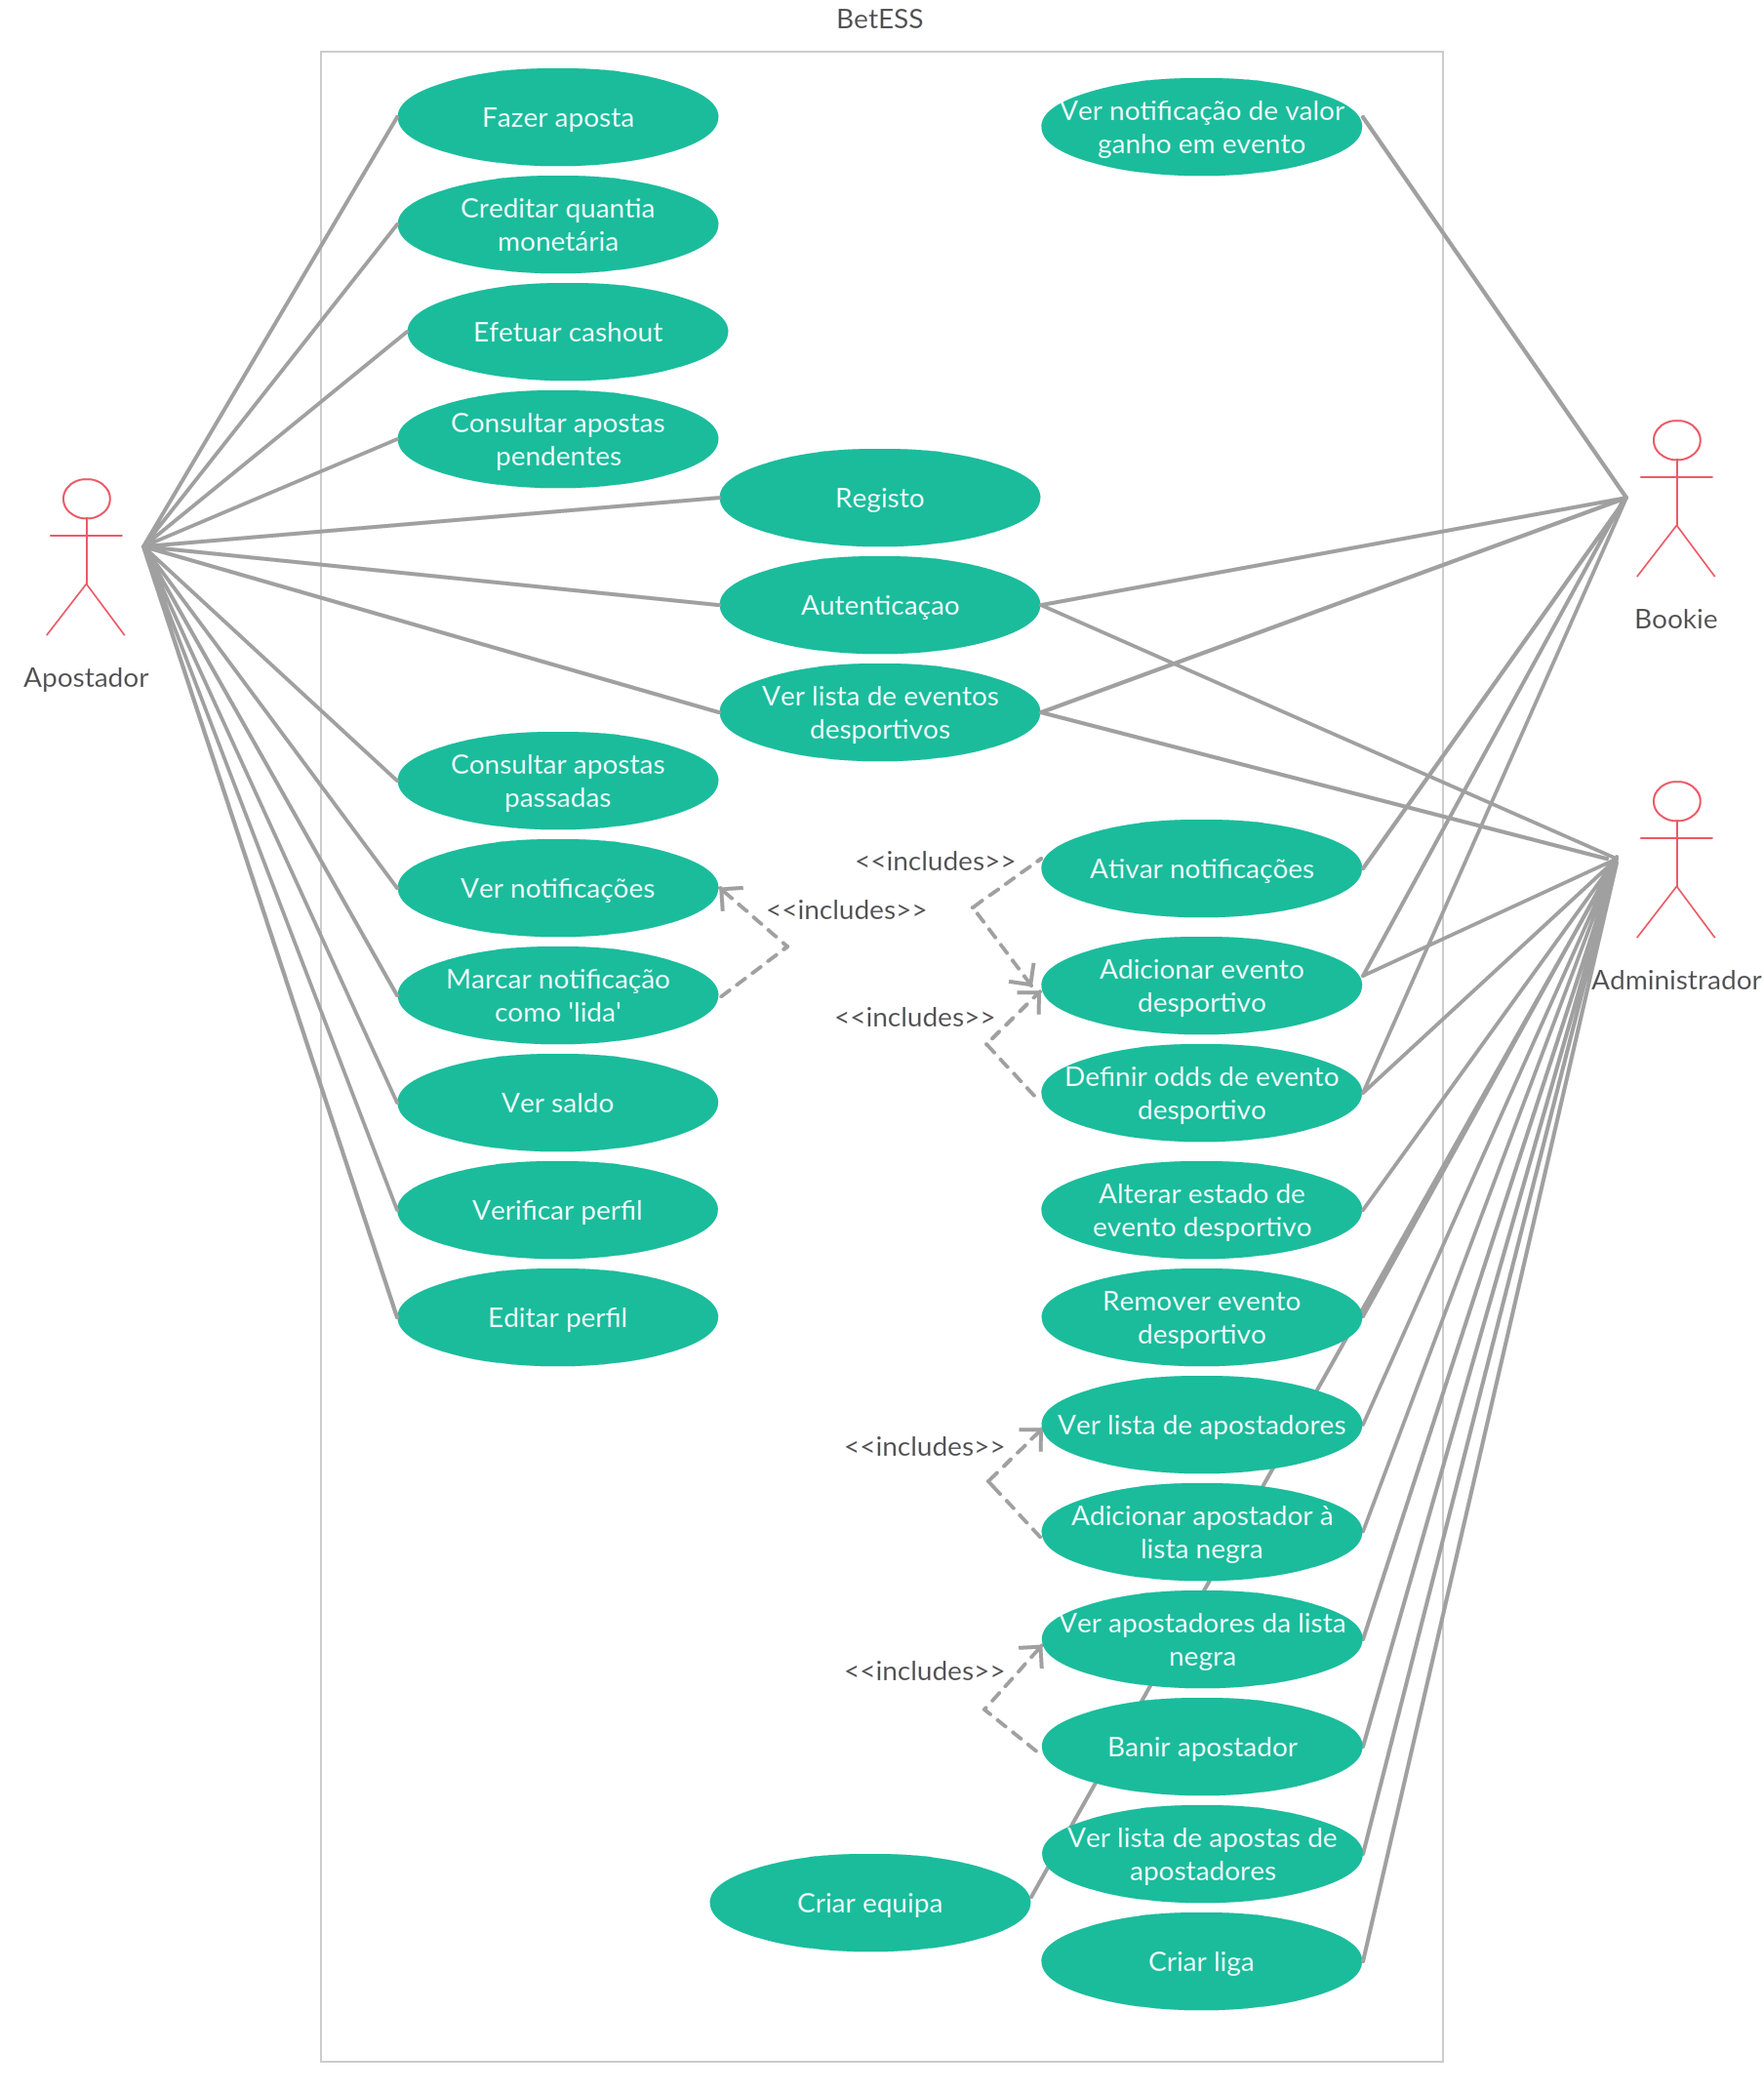 BetESS
Fazer aposta
Ver notificação de valor
ganho em evento
Creditar quantia
monetária
Efetuar cashout
Consultar apostas
pendentes
Registo
Autenticaçao
Bookie
Apostador
Ver lista de eventos
desportivos
Consultar apostas
passadas
<<includes>>
Ativar notificações
Ver notificações
<<includes>>
Adicionar evento
desportivo
Administrador
Marcar notificação
como 'lida'
<<includes>>
Definir odds de evento
desportivo
Ver saldo
Verificar perfil
Alterar estado de
evento desportivo
Editar perfil
Remover evento
desportivo
<<includes>>
Ver lista de apostadores
Adicionar apostador à
lista negra
Ver apostadores da lista
negra
<<includes>>
Banir apostador
Ver lista de apostas de
apostadores
Criar equipa
Criar liga